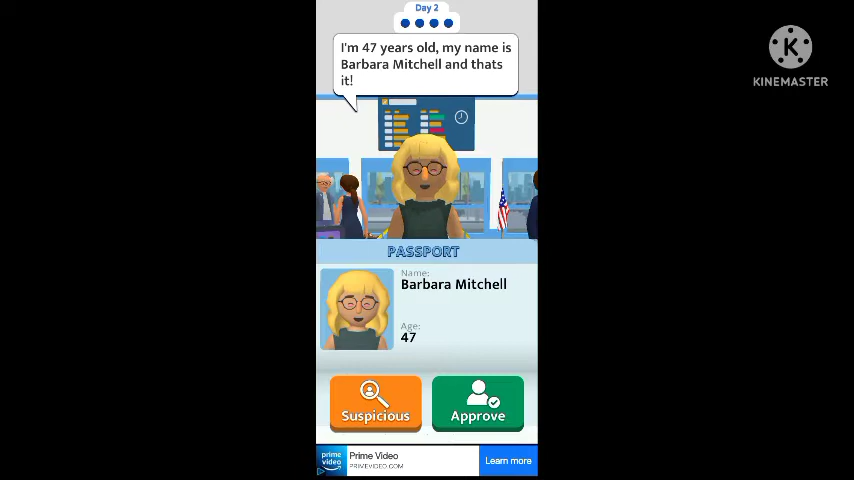 Day 2
I'm 47 years old, my name is
Barbara Mitchell and thats
it!
KINEMASTER
PASSPORT
Name:
Barbara Mitchell
Age:
47
Suspicious
Approve
prime
video
Prime Video
PRIMEVIDEO.COM
Learn more